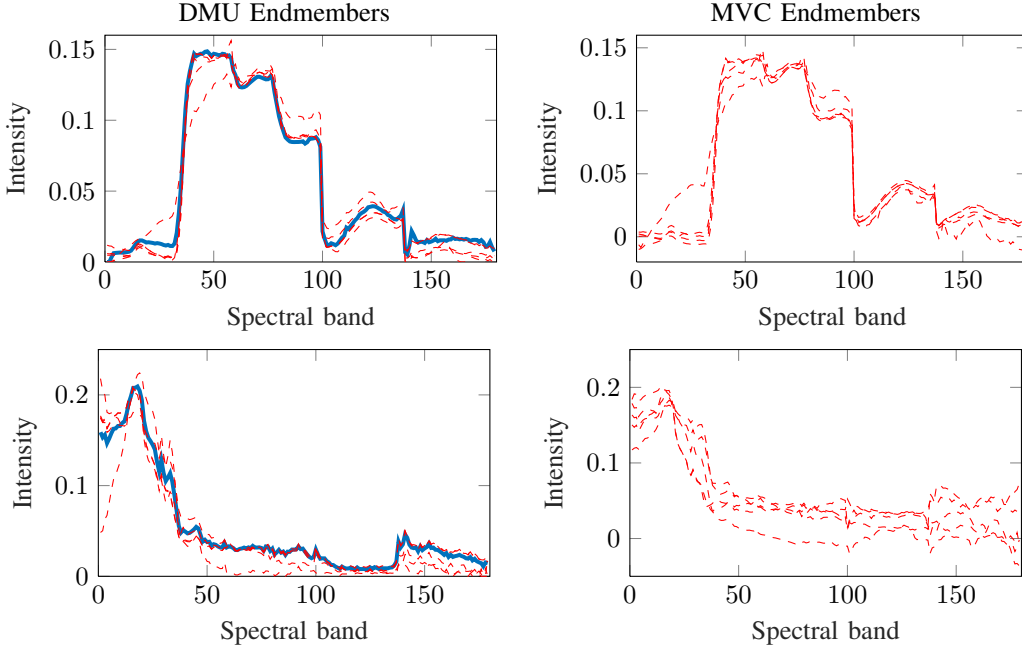 DMU Endmembers
MVC Endmembers
0.15
0.1
0.05
0
0 50 100 150
Intensity
Spectral band
0.15
0.1
0.05
0
0 50 100 150
Intensity
Spectral band
0.2
0.1
0
0 50 100 150
Intensity
Spectral band
0.2
0.1
0
0 50 100 150
Intensity
Spectral band